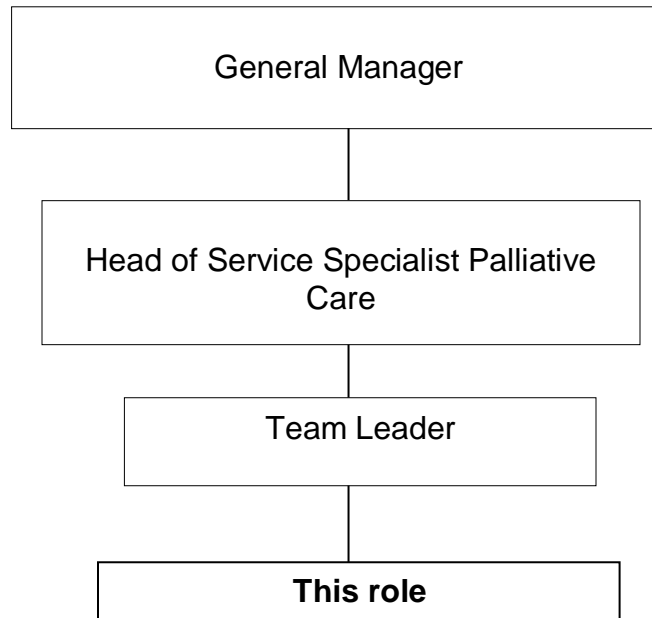 General Manager
Head of Service Specialist Palliative
Care
Team Leader
This role